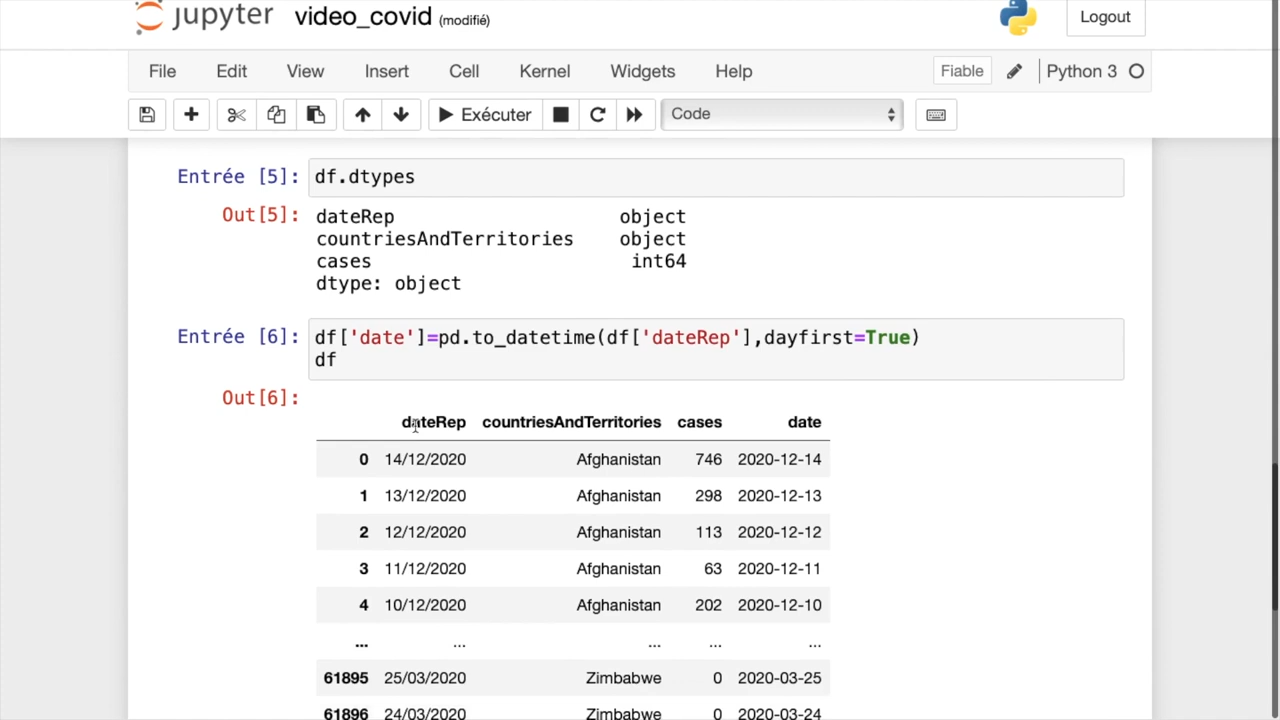 jupyter video_covid (modifié) Logout
File Edit View Insert Cell Kernel Widgets Help Fiable Python 3
Exécuter Code
Entrée [5]: df.dtypes
Out[5]: dateRep object
countriesAndTerritories object
cases int64
dtype: object
Entrée [6]: df['date']=pd.to_datetime(df['dateRep'],dayfirst=True)
df
Out[6]:
dateRep countriesAndTerritories cases date
0 14/12/2020 Afghanistan 746 2020-12-14
1 13/12/2020 Afghanistan 298 2020-12-13
2 12/12/2020 Afghanistan 113 2020-12-12
3 11/12/2020 Afghanistan 63 2020-12-11
4 10/12/2020 Afghanistan 202 2020-12-10
... ... ... ... ...
61895 25/03/2020 Zimbabwe 0 2020-03-25
61896 24/03/2020 Zimbabwe 0 2020-03-24